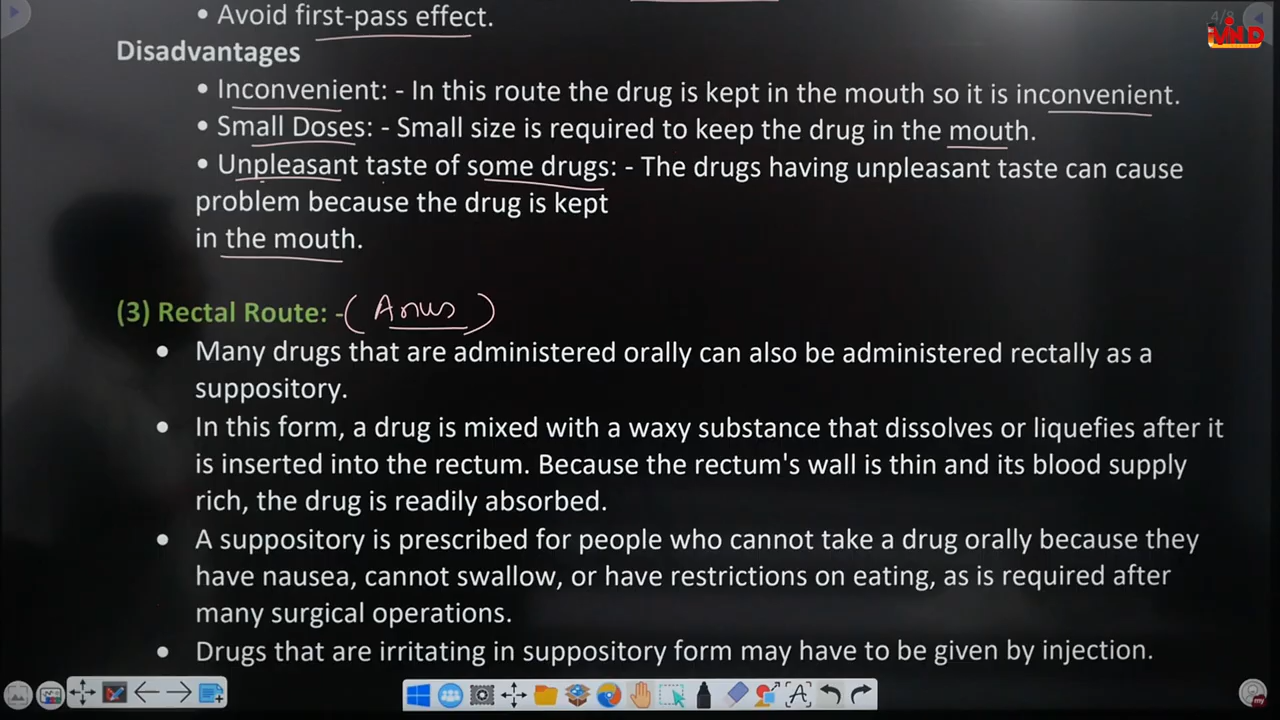 • Avoid first-pass effect.
4/8
Disadvantages
• Inconvenient: - In this route the drug is kept in the mouth so it is inconvenient.
• Small Doses: - Small size is required to keep the drug in the mouth.
• Unpleasant taste of some drugs: - The drugs having unpleasant taste can cause
problem because the drug is kept
in the mouth.
(3) Rectal Route: - (Anus)
• Many drugs that are administered orally can also be administered rectally as a
suppository.
• In this form, a drug is mixed with a waxy substance that dissolves or liquefies after it
is inserted into the rectum. Because the rectum's wall is thin and its blood supply
rich, the drug is readily absorbed.
• A suppository is prescribed for people who cannot take a drug orally because they
have nausea, cannot swallow, or have restrictions on eating, as is required after
many surgical operations.
• Drugs that are irritating in suppository form may have to be given by injection.